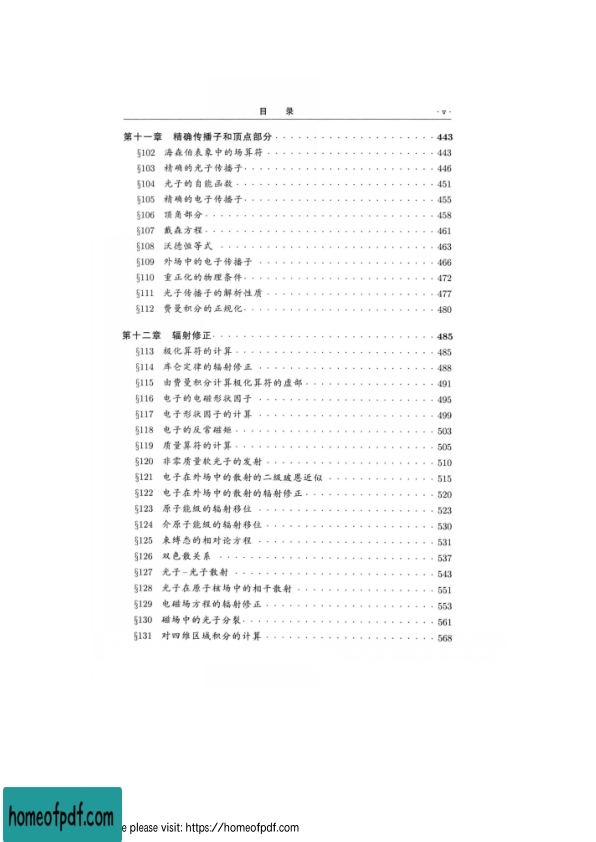 目 录 · v ·
第十一章 精确传播子和顶点部分 · · · · · · · · · · · · · · · · · · · · · 443
§102 海森伯表象中的场算符 · · · · · · · · · · · · · · · · · · · · · · 443
§103 精确的光子传播子 · · · · · · · · · · · · · · · · · · · · · · · · · 446
§104 光子的自能函数 · · · · · · · · · · · · · · · · · · · · · · · · · · 451
§105 精确的电子传播子 · · · · · · · · · · · · · · · · · · · · · · · · · 455
§106 顶角部分 · · · · · · · · · · · · · · · · · · · · · · · · · · · · · · 458
§107 戴森方程 · · · · · · · · · · · · · · · · · · · · · · · · · · · · · · 461
§108 沃德恒等式 · · · · · · · · · · · · · · · · · · · · · · · · · · · · 463
§109 外场中的电子传播子 · · · · · · · · · · · · · · · · · · · · · · · 466
§110 重正化的物理条件 · · · · · · · · · · · · · · · · · · · · · · · · · 472
§111 光子传播子的解析性质 · · · · · · · · · · · · · · · · · · · · · · 477
§112 费曼积分的正规化 · · · · · · · · · · · · · · · · · · · · · · · · · 480
第十二章 辐射修正 · · · · · · · · · · · · · · · · · · · · · · · · · · · · · 485
§113 极化算符的计算 · · · · · · · · · · · · · · · · · · · · · · · · · · 485
§114 库仑定律的辐射修正 · · · · · · · · · · · · · · · · · · · · · · · 488
§115 由费曼积分计算极化算符的虚部 · · · · · · · · · · · · · · · · · 491
§116 电子的电磁形状因子 · · · · · · · · · · · · · · · · · · · · · · · 495
§117 电子形状因子的计算 · · · · · · · · · · · · · · · · · · · · · · · 499
§118 电子的反常磁矩 · · · · · · · · · · · · · · · · · · · · · · · · · · 503
§119 质量算符的计算 · · · · · · · · · · · · · · · · · · · · · · · · · · 505
§120 非零质量软光子的发射 · · · · · · · · · · · · · · · · · · · · · · 510
§121 电子在外场中的散射的二级玻恩近似 · · · · · · · · · · · · · · 515
§122 电子在外场中的散射的辐射修正 · · · · · · · · · · · · · · · · · 520
§123 原子能级的辐射移位 · · · · · · · · · · · · · · · · · · · · · · · 523
§124 介原子能级的辐射移位 · · · · · · · · · · · · · · · · · · · · · · 530
§125 束缚态的相对论方程 · · · · · · · · · · · · · · · · · · · · · · · 531
§126 双色散关系 · · · · · · · · · · · · · · · · · · · · · · · · · · · · 537
§127 光子–光子散射 · · · · · · · · · · · · · · · · · · · · · · · · · · 543
§128 光子在原子核场中的相干散射 · · · · · · · · · · · · · · · · · · 551
§129 电磁场方程的辐射修正 · · · · · · · · · · · · · · · · · · · · · · 553
§130 磁场中的光子分裂 · · · · · · · · · · · · · · · · · · · · · · · · · 561
§131 对四维区域积分的计算 · · · · · · · · · · · · · · · · · · · · · · 568
homeofpdf.com
e please visit: https://homeofpdf.com